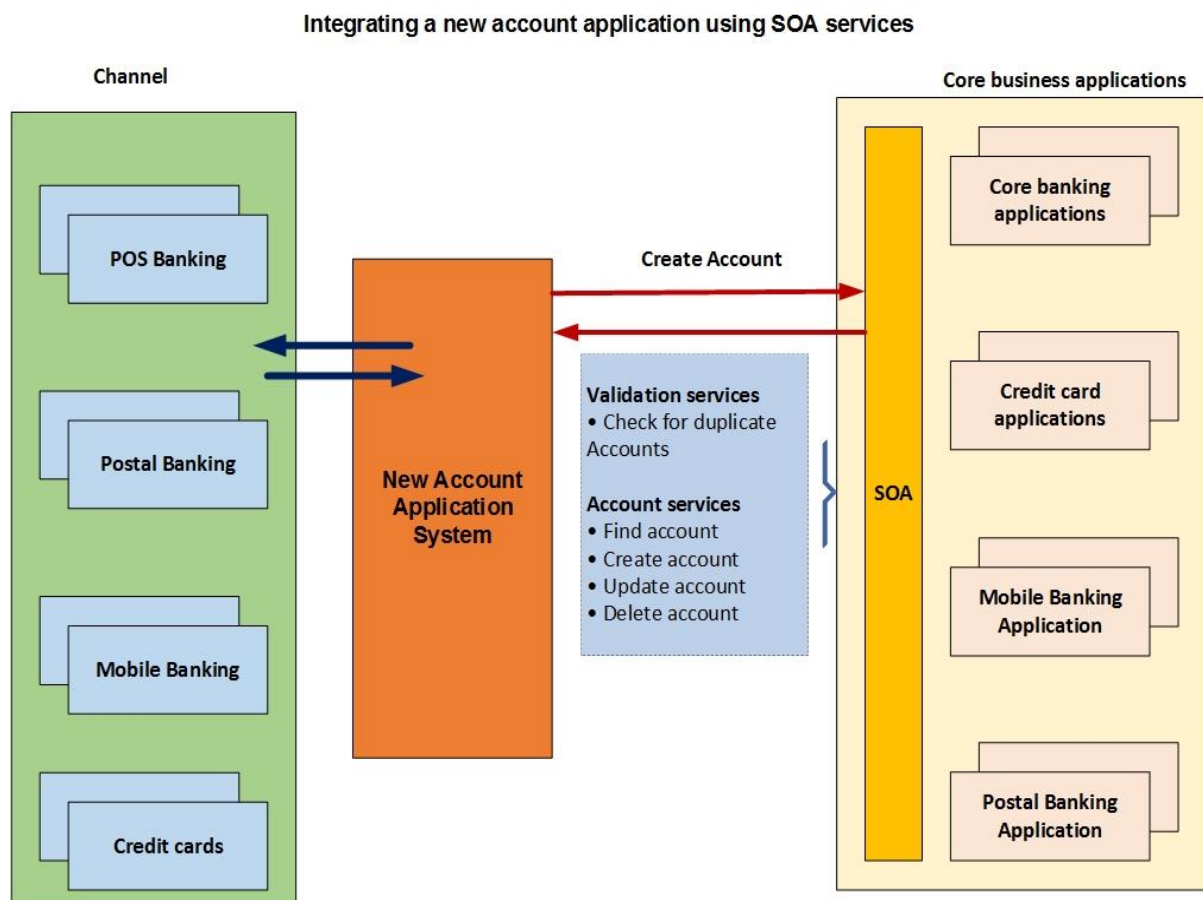 Integrating a new account application using SOA services
Channel
Core business applications
POS Banking
Postal Banking
Mobile Banking
Credit cards
New Account
Application
System
Create Account
Validation services
• Check for duplicate
Accounts
Account services
• Find account
• Create account
• Update account
• Delete account
SOA
Core banking
applications
Credit card
applications
Mobile Banking
Application
Postal Banking
Application